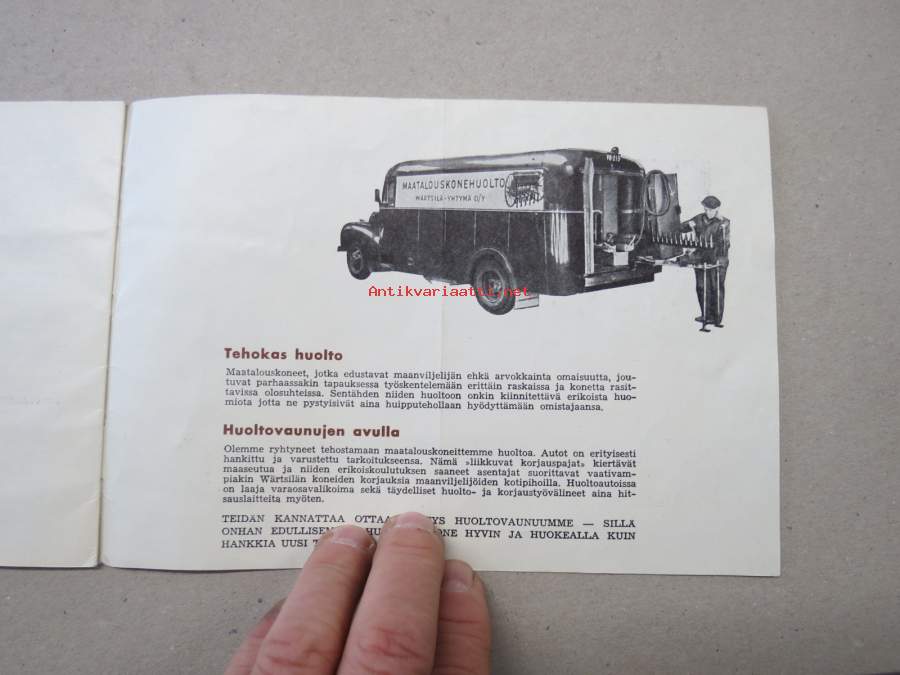 MAATALOUSKONEHUOLTO
WÄRTSILÄ-YHTYMÄ O/Y
Antikvariaatti.net
Tehokas huolto
Maatalouskoneet, jotka edustavat maanviljelijän ehkä arvokkainta omaisuutta, jou-
tuvat parhaassakin tapauksessa työskentelemään erittäin raskaissa ja konetta rasit-
tavissa olosuhteissa. Sentähden niiden huoltoon onkin kiinnitettävä erikoista huo-
miota jotta ne pystyisivät aina huipputehollaan hyödyttämään omistajaansa.
Huoltovaunujen avulla
Olemme ryhtyneet tehostamaan maatalouskoneittemme huoltoa. Autot on erityisesti
hankittu ja varustettu tarkoitukseensa. Nämä »liikkuvat korjauspajat» kiertävät
maaseutua ja niiden erikoiskoulutuksen saaneet asentajat suorittavat vaativam-
piakin Wärtsilän koneiden korjauksia maanviljelijöiden kotipihoilla. Huoltoautoissa
on laaja varaosavalikoima sekä täydelliset huolto- ja korjaustyövälineet aina hit-
sauslaitteita myöten.
TEIDÄN KANNATTAA OTTAA YS HUOLTOVAUNUUMME — SILLÄ
ONHAN EDULLISEM HU ONE HYVIN JA HUOKEALLA KUIN
HANKKIA UUSI